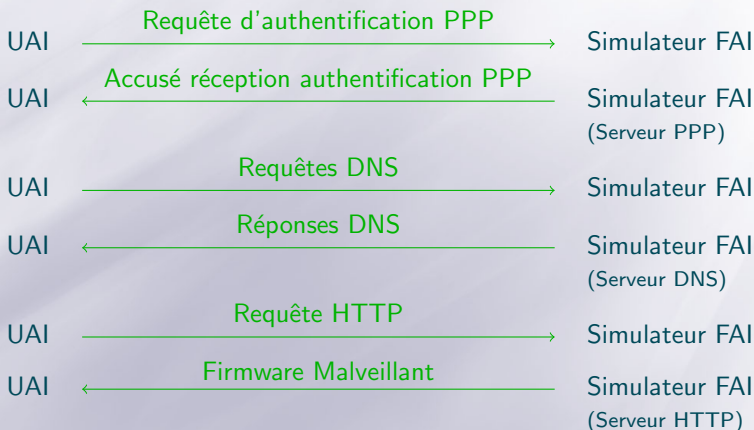 Requête d'authentification PPP
UAI Simulateur FAI
Accusé réception authentification PPP
UAI Simulateur FAI
(Serveur PPP)
Requêtes DNS
UAI Simulateur FAI
Réponses DNS
UAI Simulateur FAI
(Serveur DNS)
Requête HTTP
UAI Simulateur FAI
Firmware Malveillant
UAI Simulateur FAI
(Serveur HTTP)